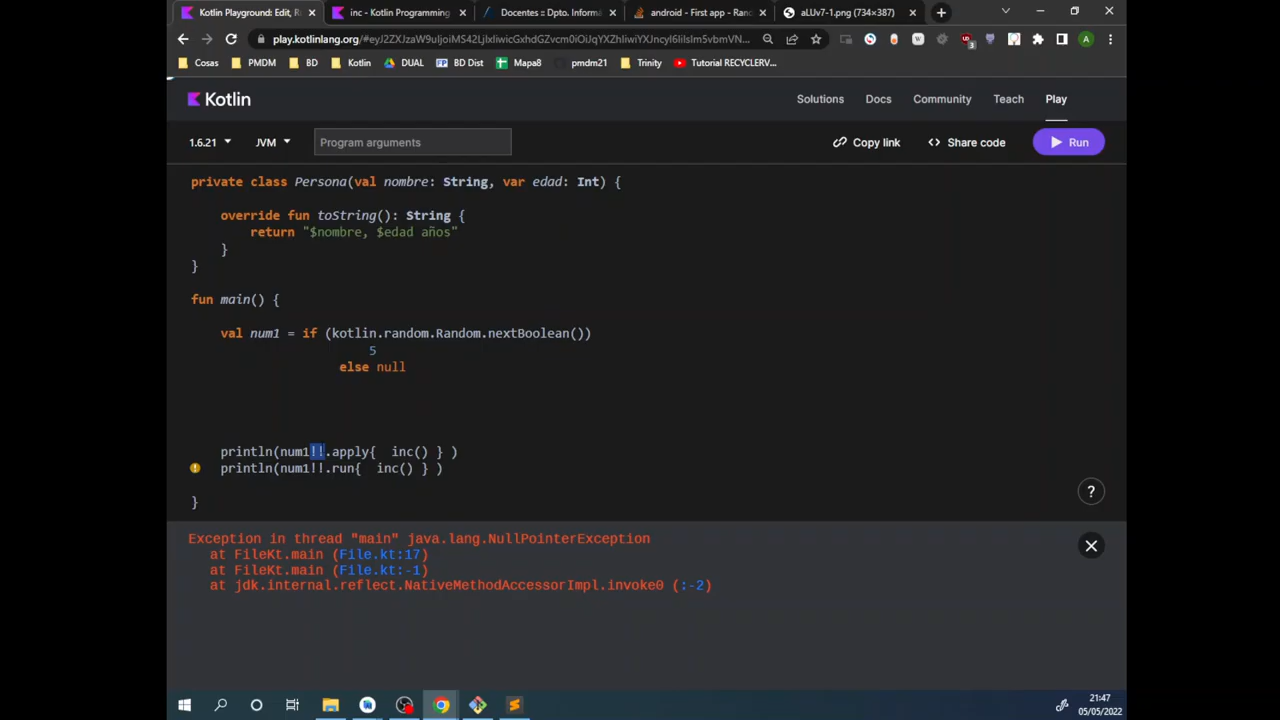 Kotlin Playground: Edit, R
inc - Kotlin Programming
Docentes :: Dpto. Informá
android - First app - Ran
aLUv7-1.png (734×387)
play.kotlinlang.org/
Cosas
PMDM
BD
Kotlin
DUAL
BD Dist
Mapa8
pmdm21
Trinity
Tutorial RECYCLERV...
Kotlin
Solutions
Docs
Community
Teach
Play
1.6.21
JVM
Program arguments
Copy link
<> Share code
Run
private class Persona(val nombre: String, var edad: Int) {
override fun toString(): String {
return "$nombre, $edad años"
}
}
fun main() {
val num1 = if (kotlin.random.Random.nextBoolean())
5
else null
println(num1!!.apply{  inc() } )
println(num1!!.run{  inc() } )
}
?
Exception in thread "main" java.lang.NullPointerException
at FileKt.main (File.kt:17)
at FileKt.main (File.kt:-1)
at jdk.internal.reflect.NativeMethodAccessorImpl.invoke0 (:-2)
21:47
05/05/2022